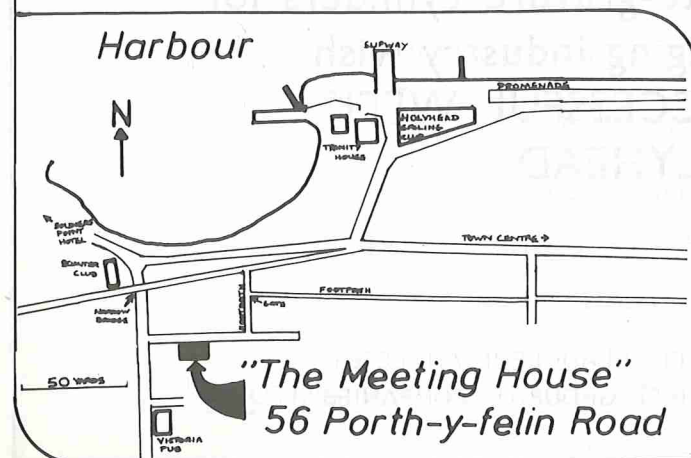 Harbour
SLIPWAY
PROMENADE
N
HOLYHEAD
SAILING
CLUB
TRINITY
HOUSE
SOLDIERS
POINT
HOTEL
TOWN CENTRE →
CLUB
FOOTPATH
FOOTPATH
GATE
NARROW
BRIDGE
50 YARDS
"The Meeting House"
56 Porth-y-felin Road
VICTORIA
PUB